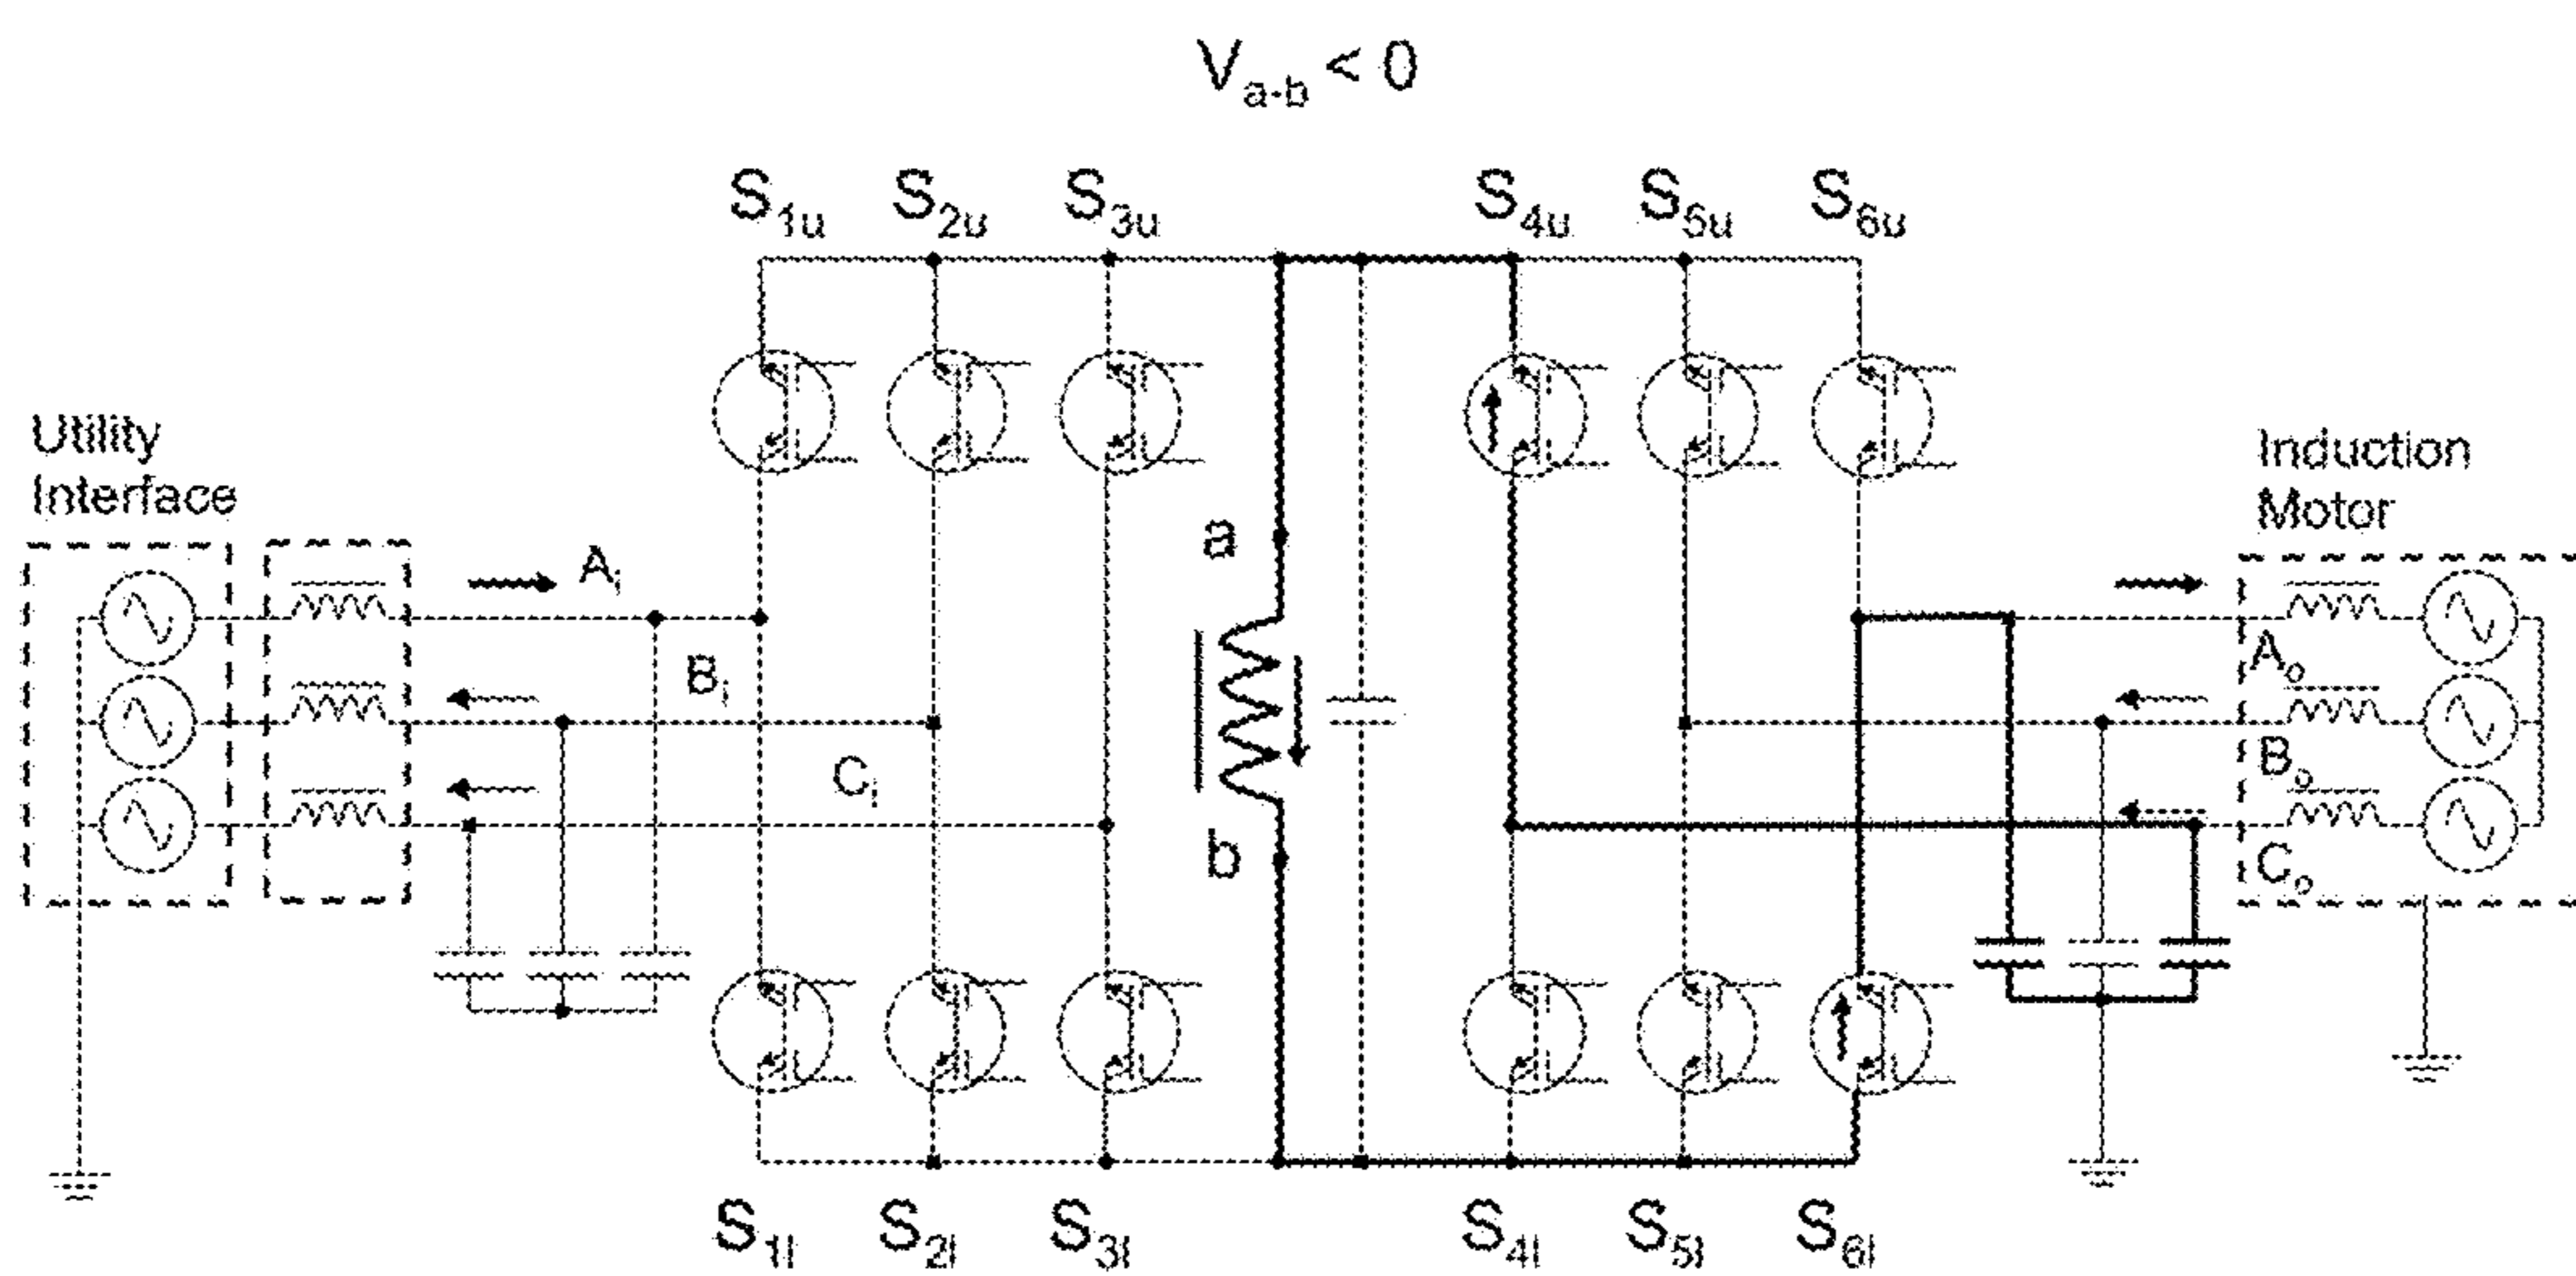 Va-b < 0
S1u S2u S3u S4u S5u S6u
Utility
Interface
Induction
Motor
Ai
Bi
Ci
a
b
Ao
Bo
Co
S1l S2l S3l S4l S5l S6l